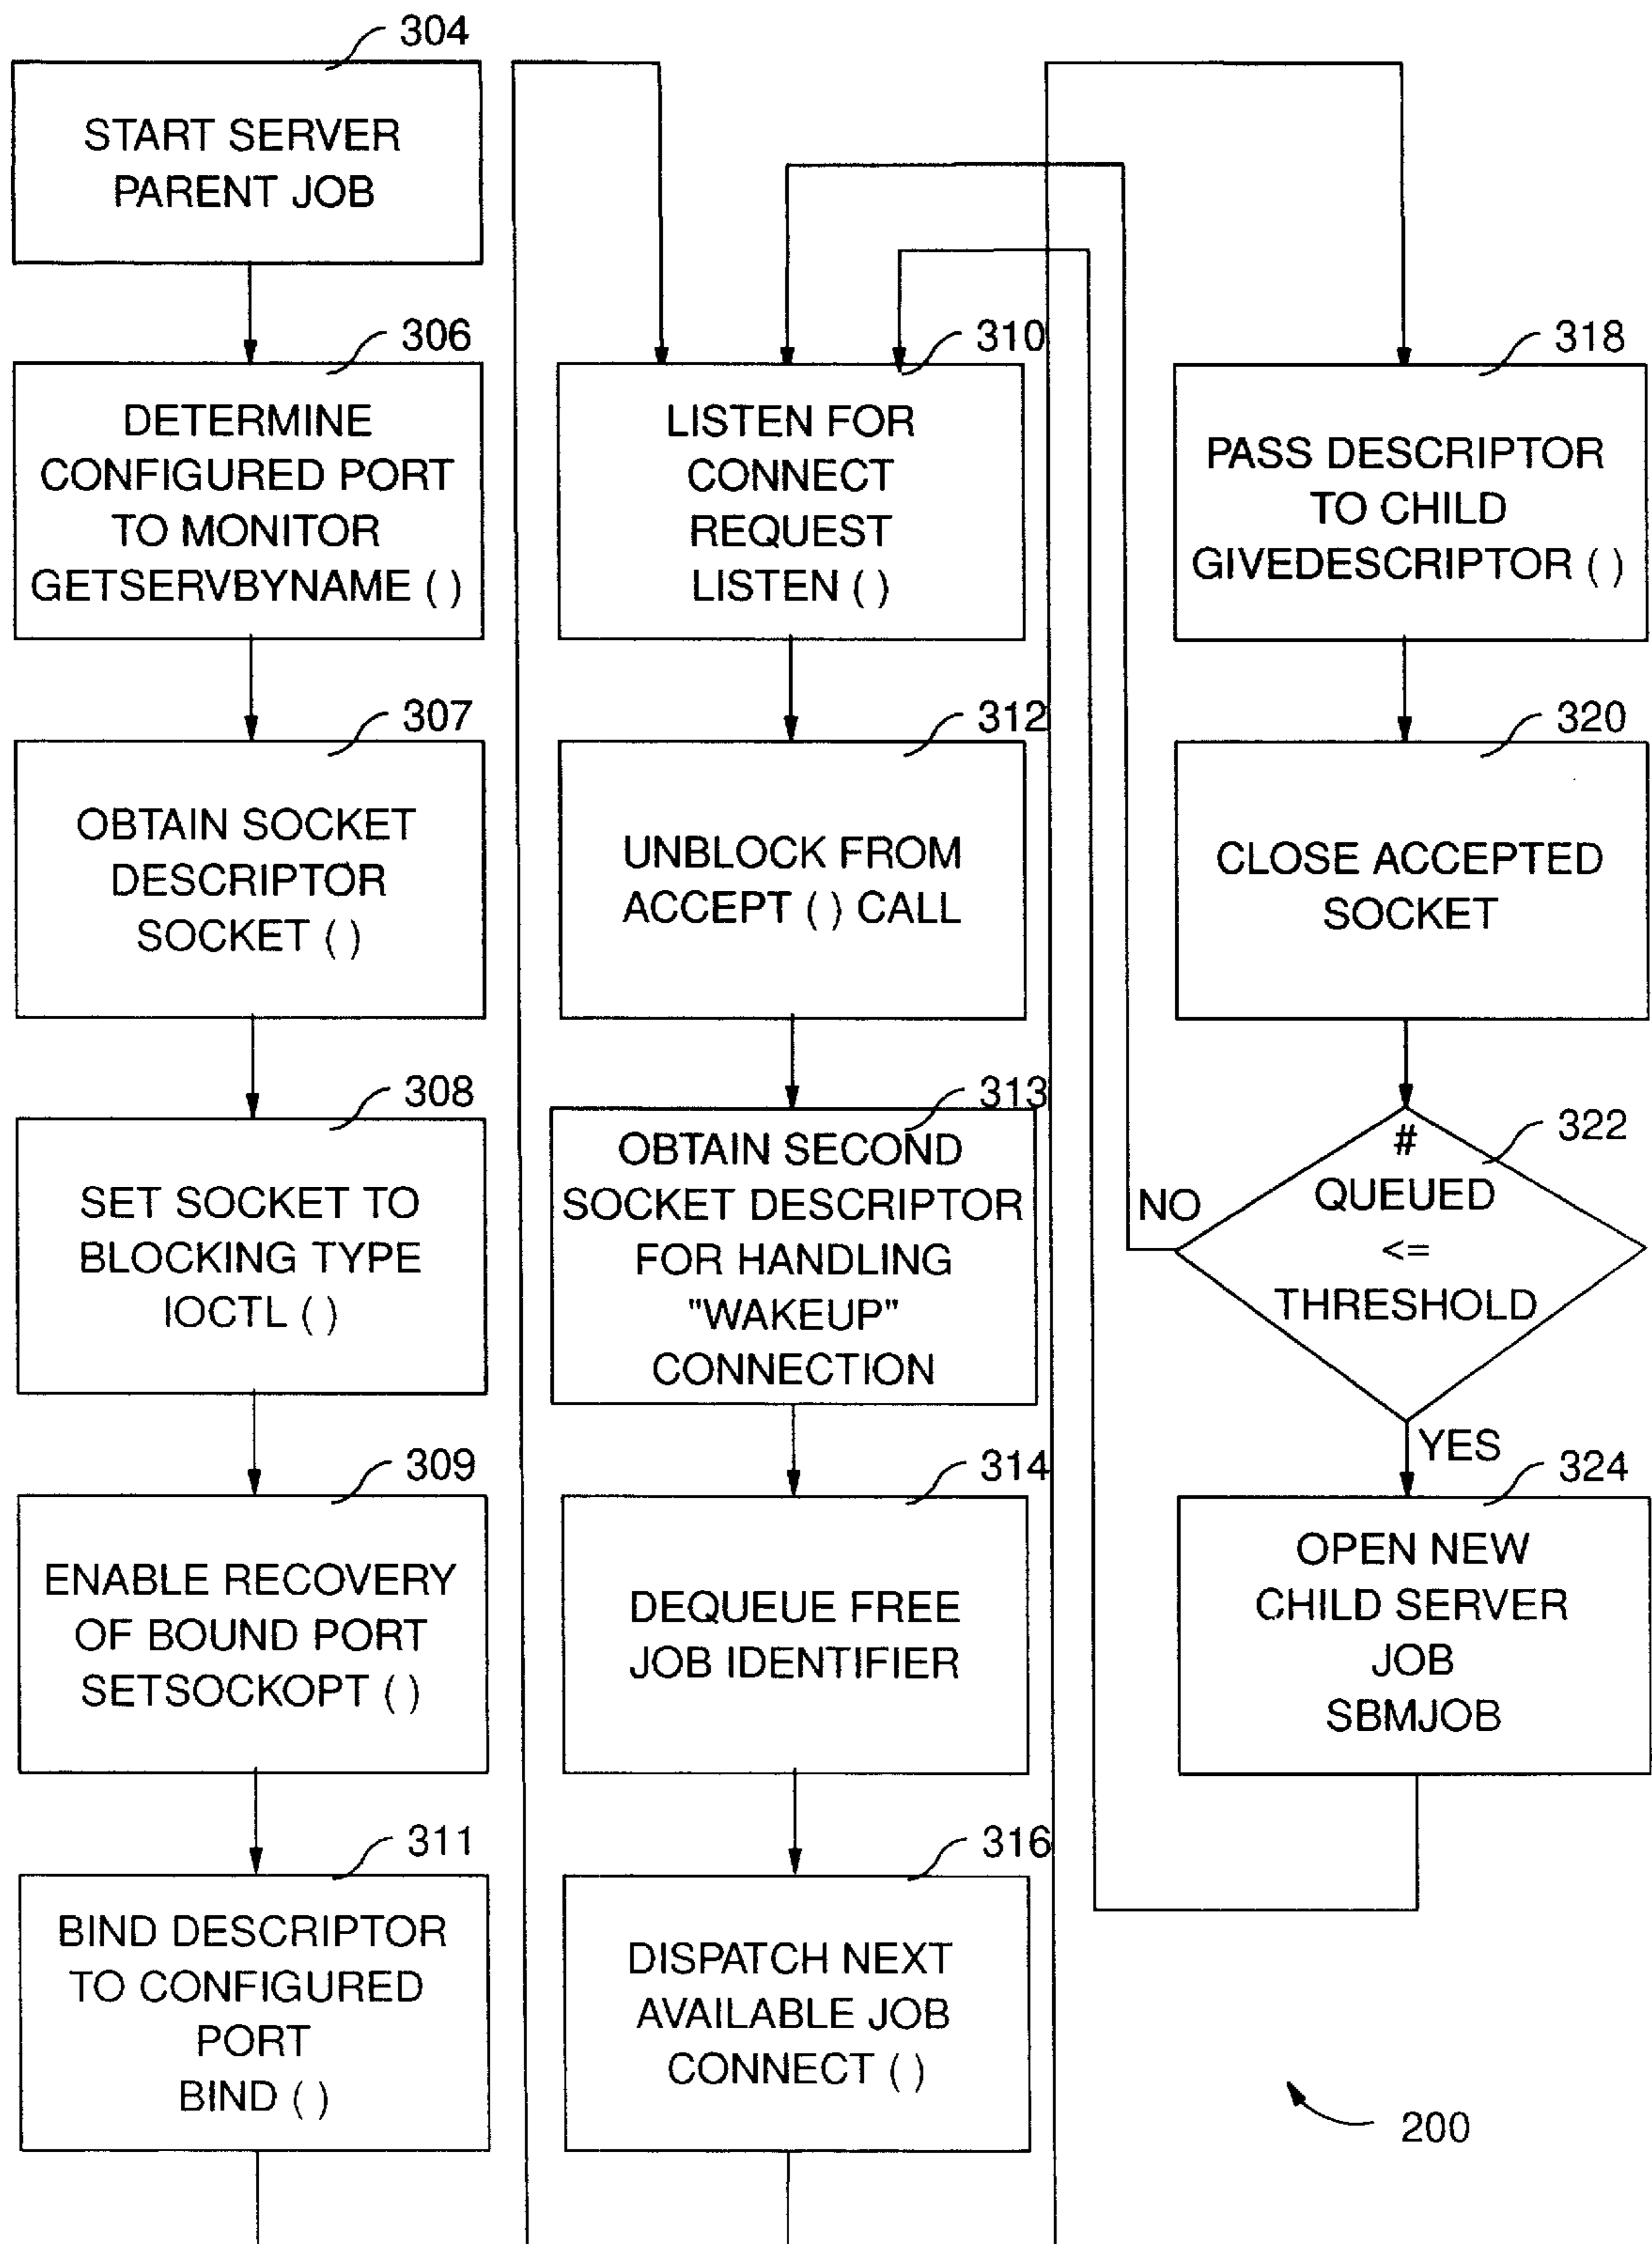 304
START SERVER
PARENT JOB
306
DETERMINE
CONFIGURED PORT
TO MONITOR
GETSERVBYNAME ( )
307
OBTAIN SOCKET
DESCRIPTOR
SOCKET ( )
308
SET SOCKET TO
BLOCKING TYPE
IOCTL ( )
309
ENABLE RECOVERY
OF BOUND PORT
SETSOCKOPT ( )
311
BIND DESCRIPTOR
TO CONFIGURED
PORT
BIND ( )
310
LISTEN FOR
CONNECT
REQUEST
LISTEN ( )
312
UNBLOCK FROM
ACCEPT ( ) CALL
313
OBTAIN SECOND
SOCKET DESCRIPTOR
FOR HANDLING
"WAKEUP"
CONNECTION
314
DEQUEUE FREE
JOB IDENTIFIER
316
DISPATCH NEXT
AVAILABLE JOB
CONNECT ( )
318
PASS DESCRIPTOR
TO CHILD
GIVEDESCRIPTOR ( )
320
CLOSE ACCEPTED
SOCKET
322
#
QUEUED
<=
THRESHOLD
NO
YES
324
OPEN NEW
CHILD SERVER
JOB
SBMJOB
200